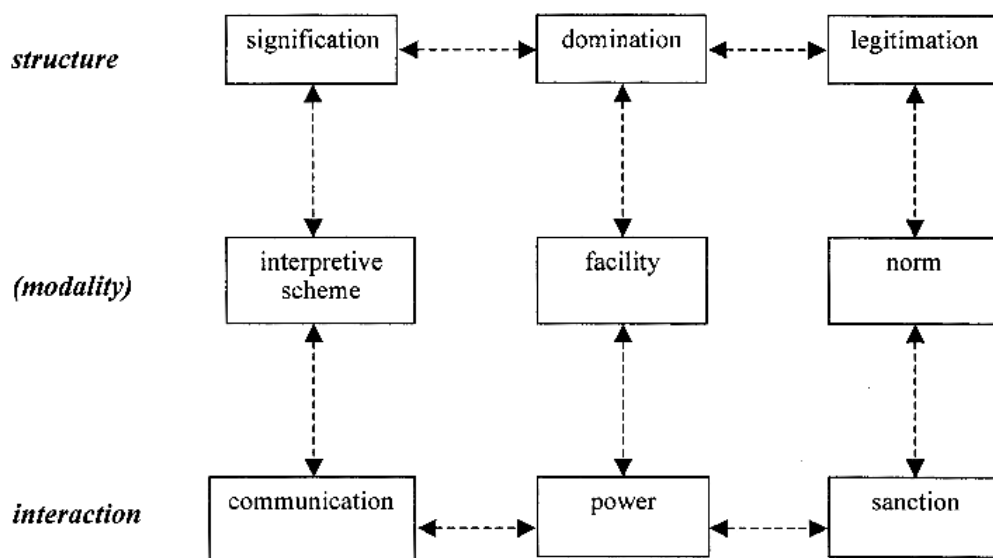 structure
signification
domination
legitimation
(modality)
interpretive
scheme
facility
norm
interaction
communication
power
sanction